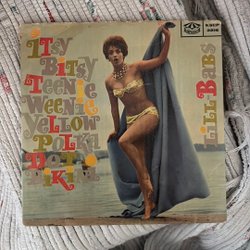 iTSY
BiTSY
TEENiE
WEENiE
YELLOW
POLKA
DOT
BiKiNi
LiLL BABS